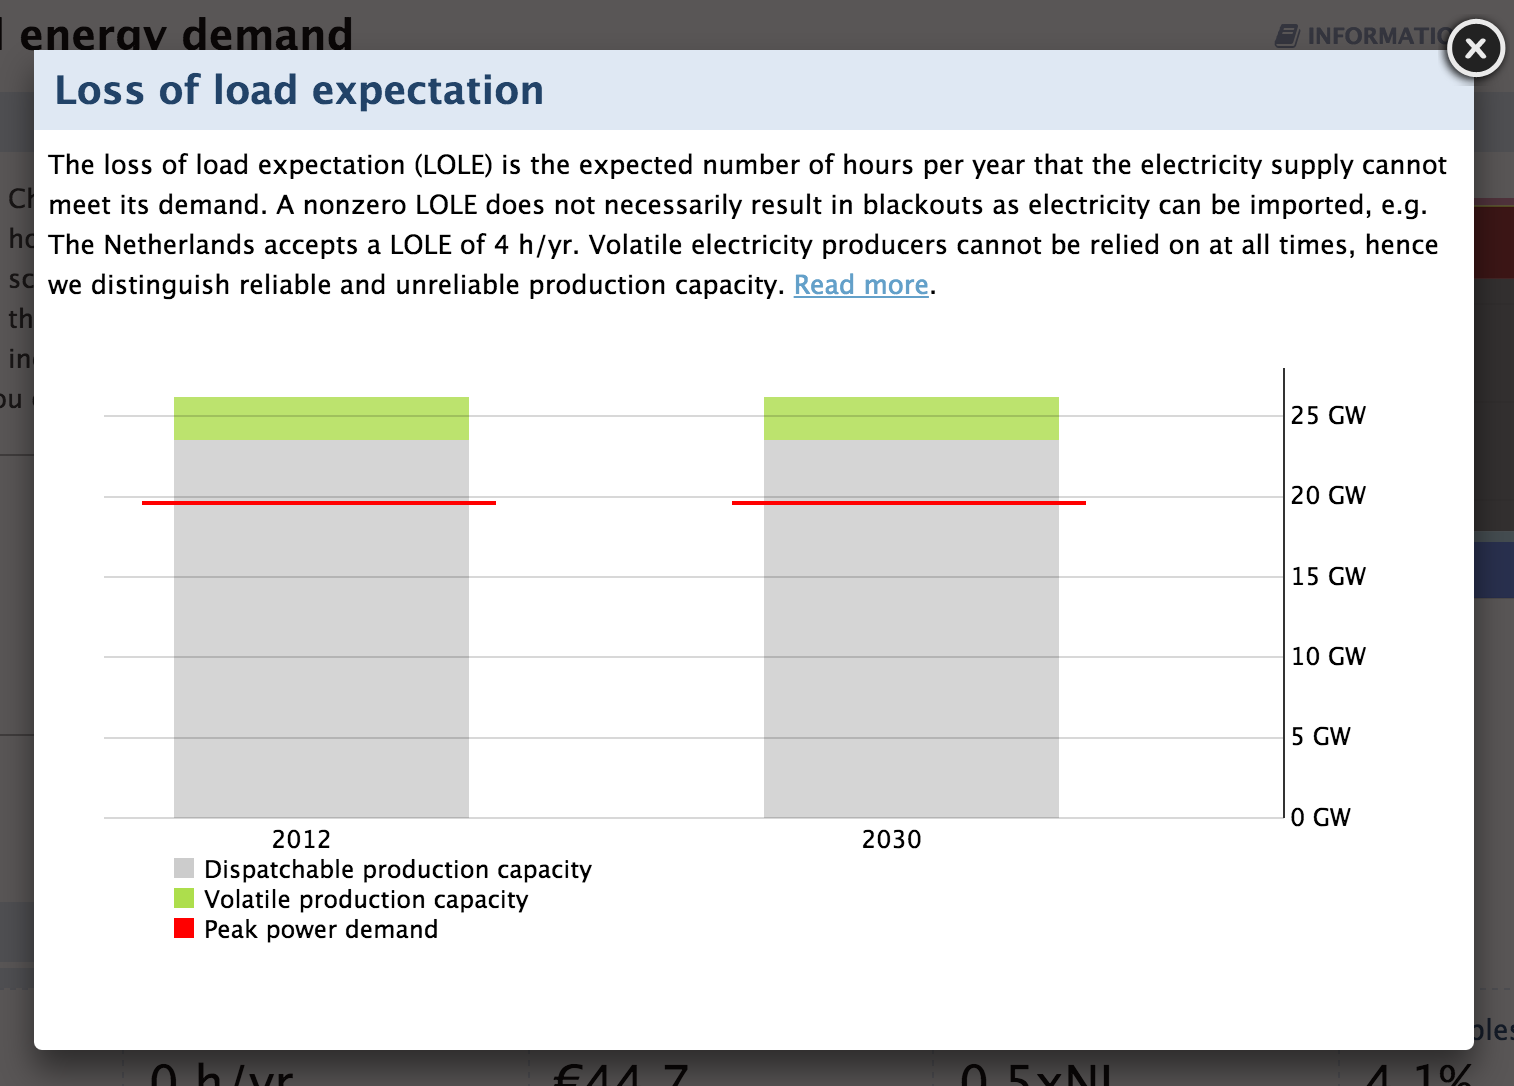 energy demand
INFORMATIO
Loss of load expectation
The loss of load expectation (LOLE) is the expected number of hours per year that the electricity supply cannot
meet its demand. A nonzero LOLE does not necessarily result in blackouts as electricity can be imported, e.g.
The Netherlands accepts a LOLE of 4 h/yr. Volatile electricity producers cannot be relied on at all times, hence
we distinguish reliable and unreliable production capacity. Read more.
25 GW
20 GW
15 GW
10 GW
5 GW
0 GW
2012
2030
Dispatchable production capacity
Volatile production capacity
Peak power demand
0 h/yr
€44.7
0.5xNL
4.1%